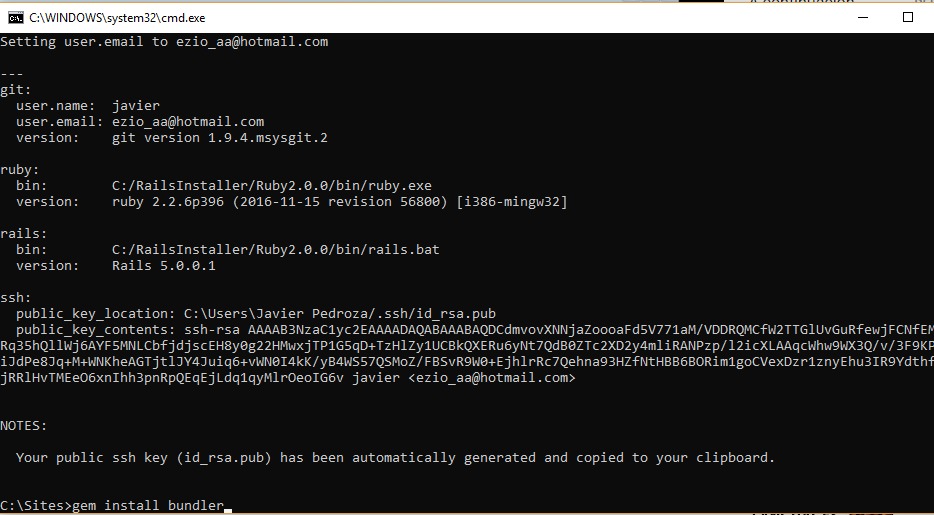 C:\WINDOWS\system32\cmd.exe
Setting user.email to ezio_aa@hotmail.com
---
git:
user.name: javier
user.email: ezio_aa@hotmail.com
version: git version 1.9.4.msysgit.2
ruby:
bin: C:/RailsInstaller/Ruby2.0.0/bin/ruby.exe
version: ruby 2.2.6p396 (2016-11-15 revision 56800) [i386-mingw32]
rails:
bin: C:/RailsInstaller/Ruby2.0.0/bin/rails.bat
version: Rails 5.0.0.1
ssh:
public_key_location: C:\Users\Javier Pedroza/.ssh/id_rsa.pub
public_key_contents: ssh-rsa AAAAB3NzaC1yc2EAAAADAQABAAABAQDCdmvovXNNjaZoooaFd5V771aM/VDDRQMCfW2TTGlUvGuRfewjFCNfEM
Rq35hQllWj6AYF5MNLCbfjdjscEH8y0g22HMwxjTP1G5qD+TzHlZy1UCBkQXERu6yNt7QdB0ZTc2XD2y4mliRANPzp/l2icXLAAqcWhw9WX3Q/v/3F9KP
iJdPe8Jq+M+WNKheAGTjtlJY4Juiq6+vWN0I4kK/yB4WS57QSMoZ/FBSvR9W0+EjhlrRc7Qehna93HZfNtHBB6BORim1goCVexDzr1znyEhu3IR9Ydthf
jRRlHvTMEeO6xnIhh3pnRpQEqEjLdq1qyMlrOeoIG6v javier <ezio_aa@hotmail.com>
NOTES:
Your public ssh key (id_rsa.pub) has been automatically generated and copied to your clipboard.
C:\Sites>gem install bundler